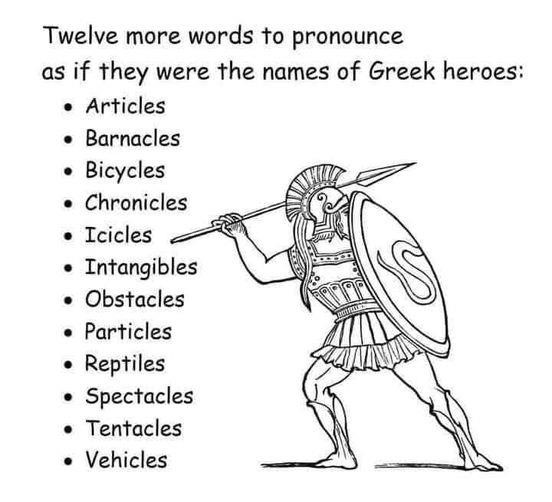 Twelve more words to pronounce
as if they were the names of Greek heroes:
• Articles
• Barnacles
• Bicycles
• Chronicles
• Icicles
• Intangibles
• Obstacles
• Particles
• Reptiles
• Spectacles
• Tentacles
• Vehicles